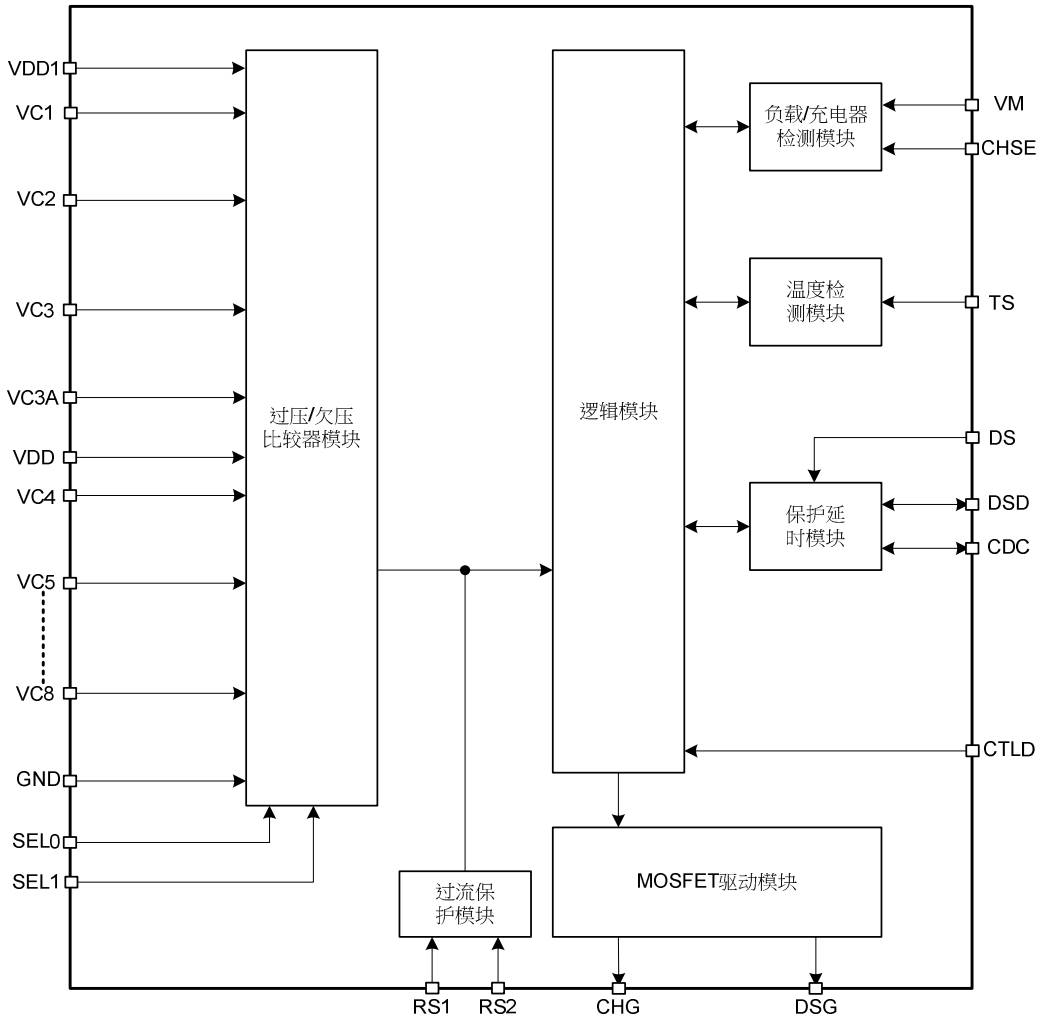 VDD1
VC1
VC2
VC3
VC3A
VDD
VC4
VC5
VC8
GND
SEL0
SEL1
过压/欠压
比较器模块
逻辑模块
负载/充电器
检测模块
温度检
测模块
保护延
时模块
过流保
护模块
MOSFET驱动模块
VM
CHSE
TS
DS
DSD
CDC
CTLD
RS1
RS2
CHG
DSG